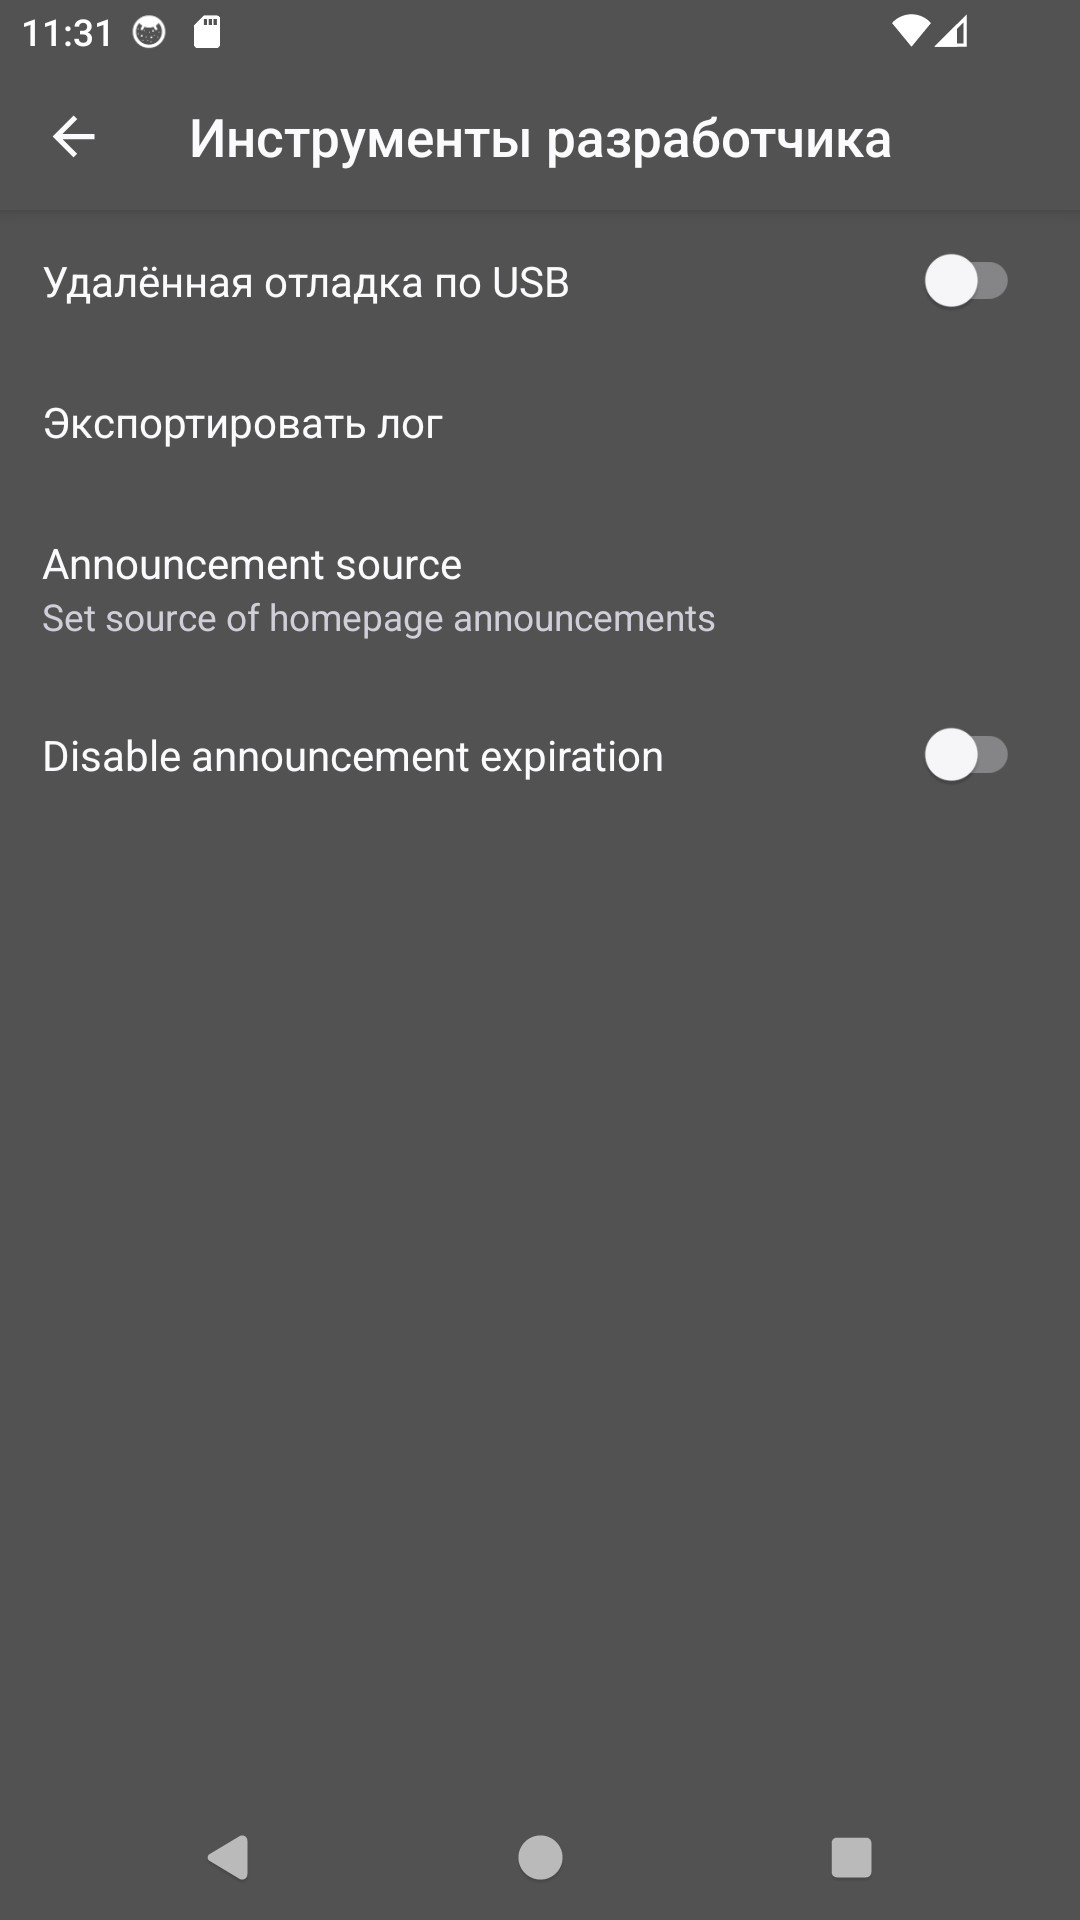 11:31
Инструменты разработчика
Удалённая отладка по USB
Экспортировать лог
Announcement source
Set source of homepage announcements
Disable announcement expiration